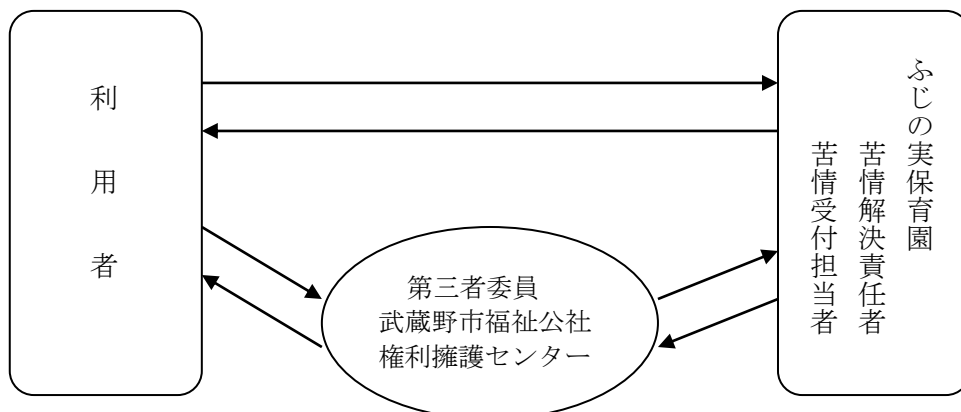 利用者
第三者委員
武蔵野市福祉公社
権利擁護センター
ふじの実保育園
苦情解決責任者
苦情受付担当者